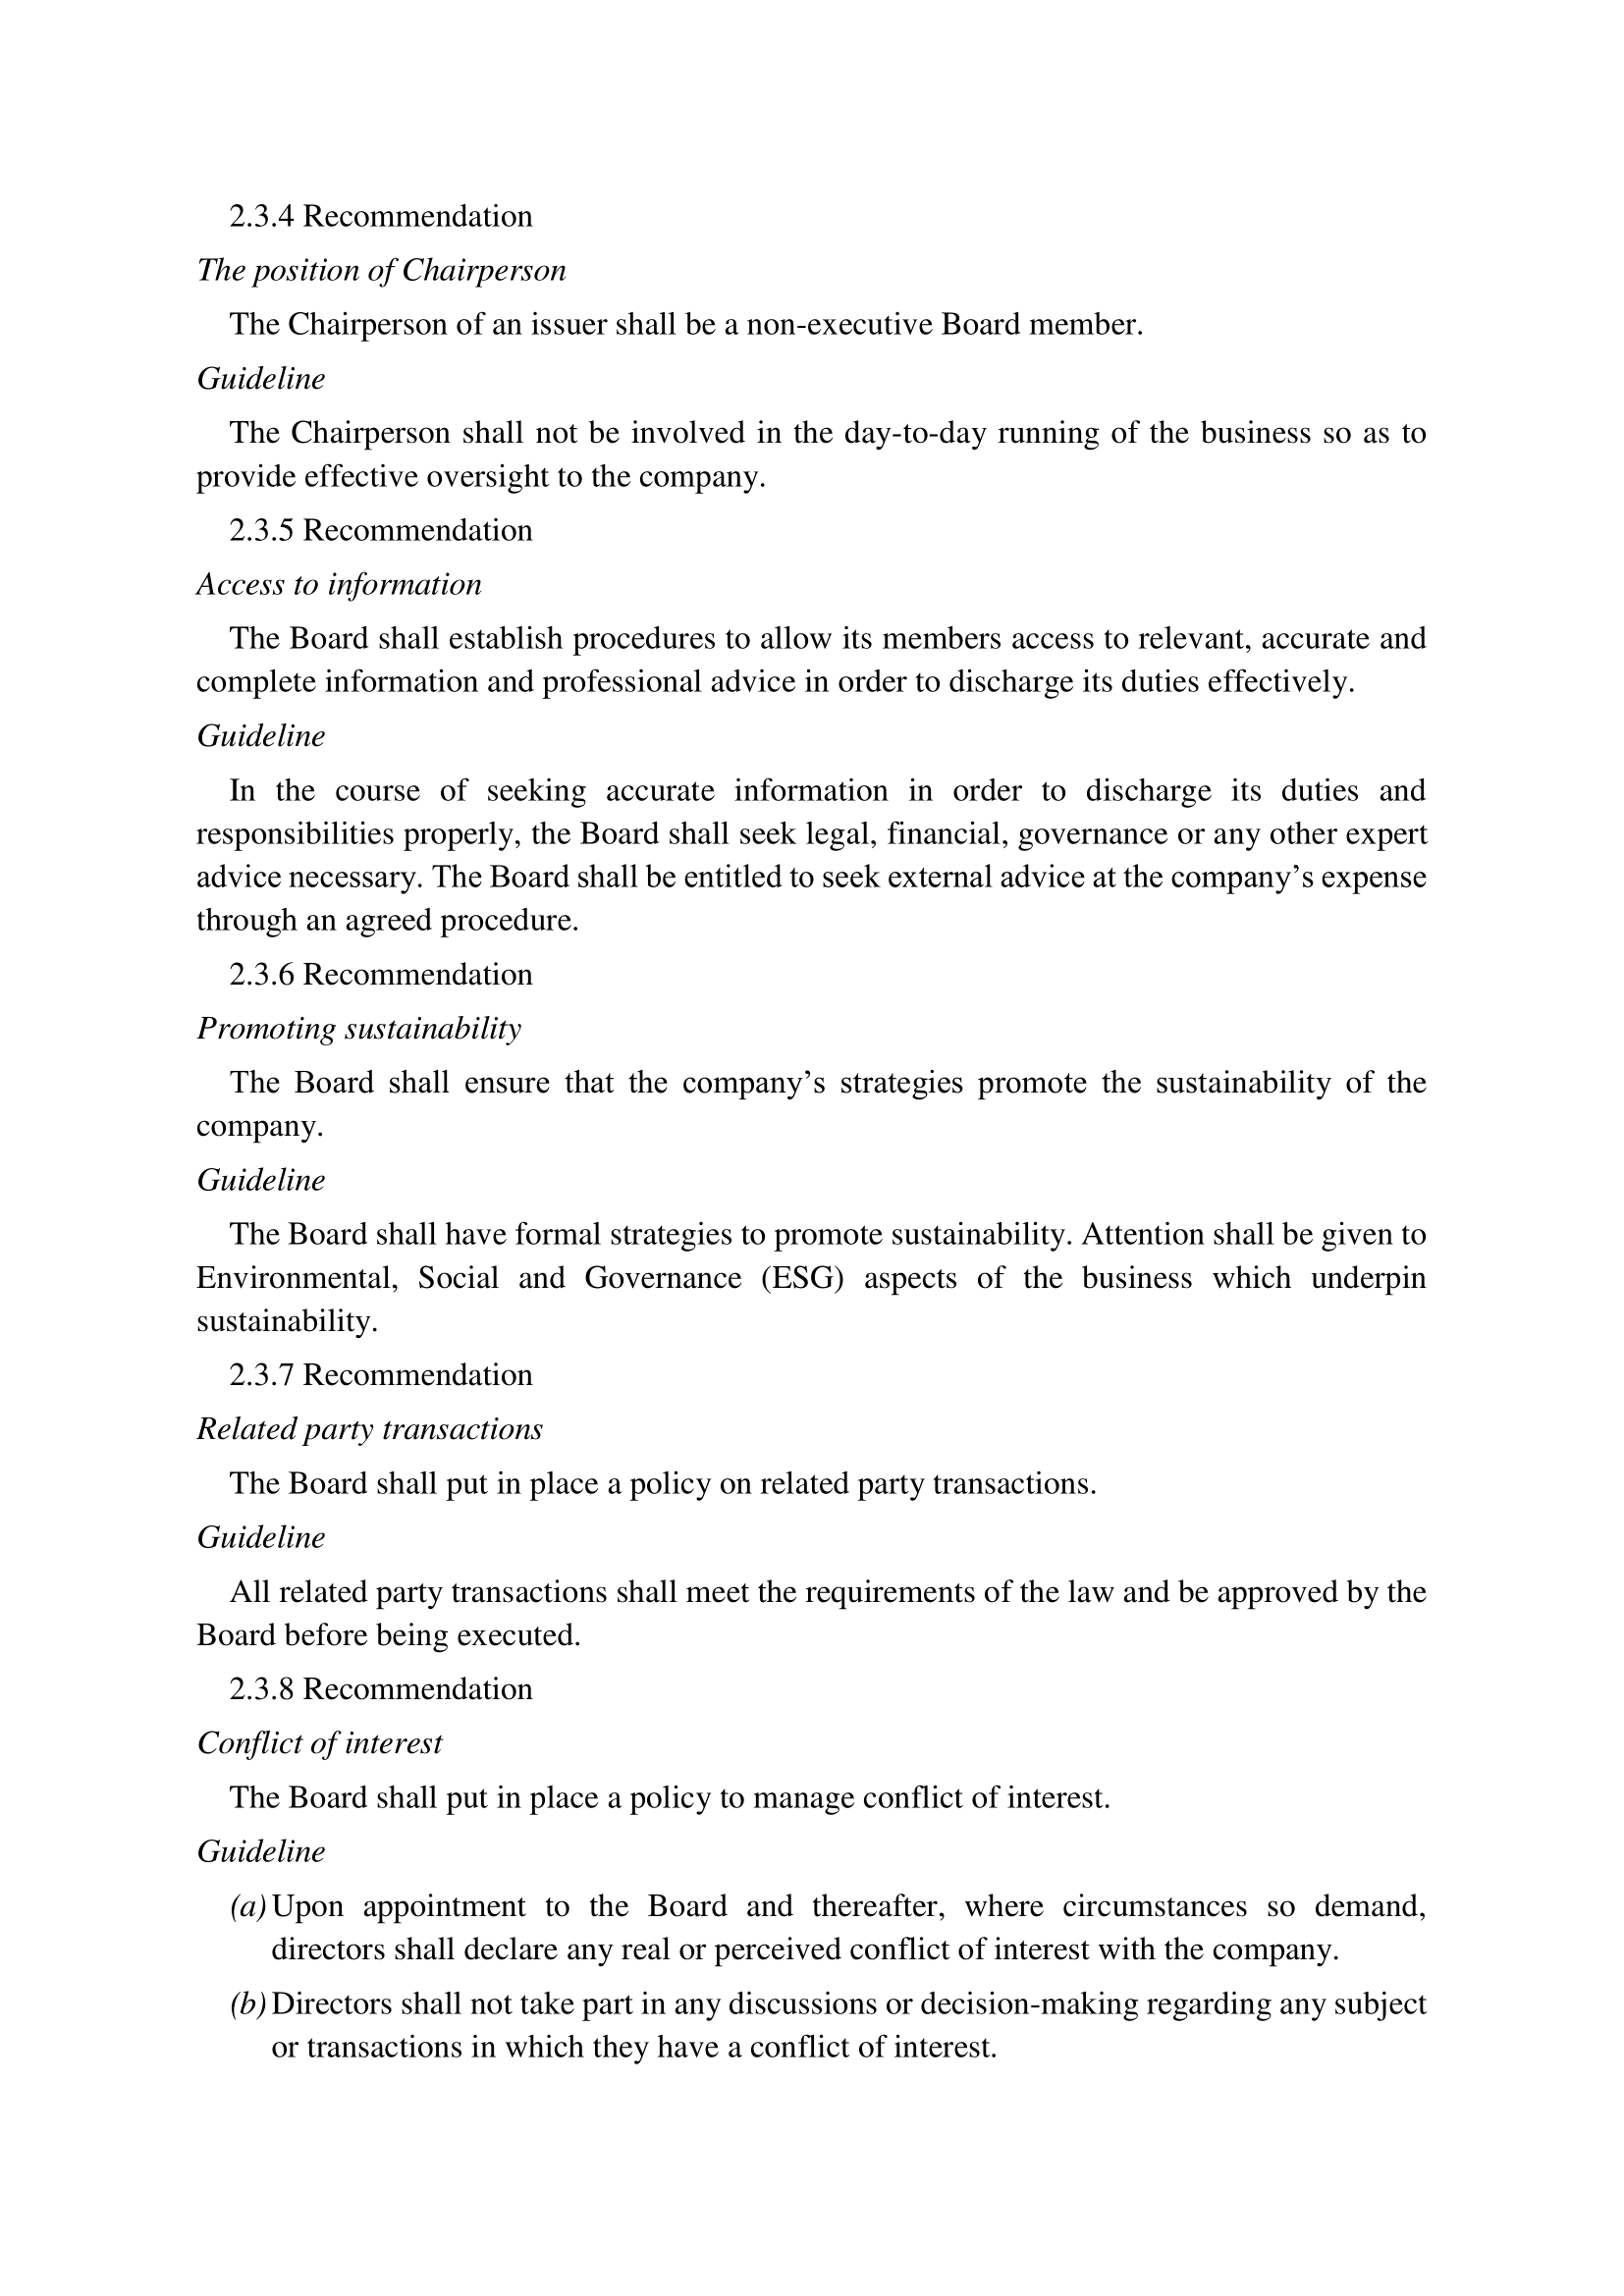 2.3.4 Recommendation
The position of Chairperson
The Chairperson of an issuer shall be a non-executive Board member.
Guideline
The Chairperson shall not be involved in the day-to-day running of the business so as to
provide effective oversight to the company.
2.3.5 Recommendation
Access to information
The Board shall establish procedures to allow its members access to relevant, accurate and
complete information and professional advice in order to discharge its duties effectively.
Guideline
In the course of seeking accurate information in order to discharge its duties and
responsibilities properly, the Board shall seek legal, financial, governance or any other expert
advice necessary. The Board shall be entitled to seek external advice at the company’s expense
through an agreed procedure.
2.3.6 Recommendation
Promoting sustainability
The Board shall ensure that the company’s strategies promote the sustainability of the
company.
Guideline
The Board shall have formal strategies to promote sustainability. Attention shall be given to
Environmental, Social and Governance (ESG) aspects of the business which underpin
sustainability.
2.3.7 Recommendation
Related party transactions
The Board shall put in place a policy on related party transactions.
Guideline
All related party transactions shall meet the requirements of the law and be approved by the
Board before being executed.
2.3.8 Recommendation
Conflict of interest
The Board shall put in place a policy to manage conflict of interest.
Guideline
(a) Upon appointment to the Board and thereafter, where circumstances so demand,
directors shall declare any real or perceived conflict of interest with the company.
(b) Directors shall not take part in any discussions or decision-making regarding any subject
or transactions in which they have a conflict of interest.